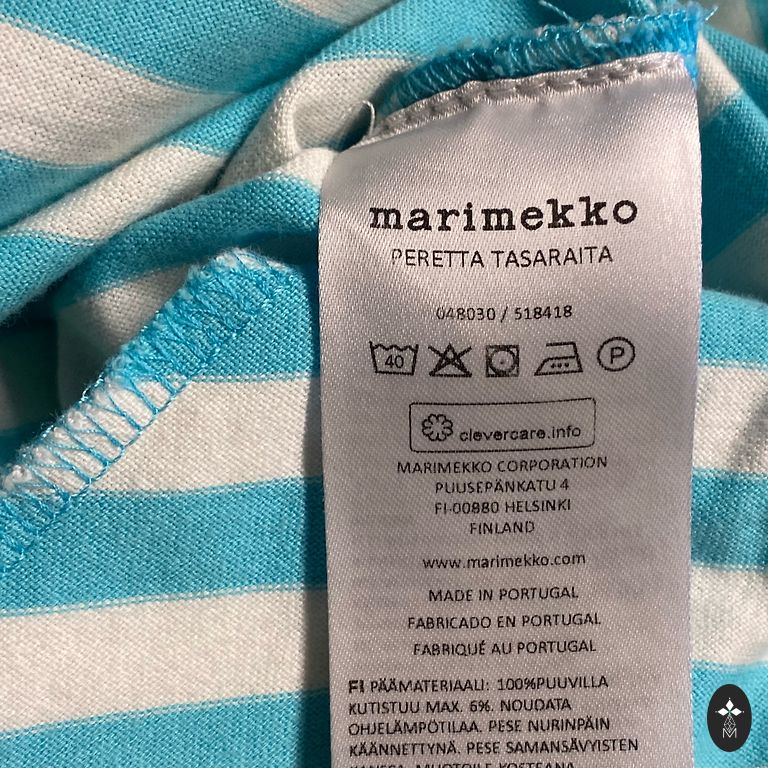 marimekko
PERETTA TASARAITA
048030 / 518418
40
P
clevercare.info
MARIMEKKO CORPORATION
PUUSEPÄNKATU 4
FI-00880 HELSINKI
FINLAND
www.marimekko.com
MADE IN PORTUGAL
FABRICADO EN PORTUGAL
FABRIQUÉ AU PORTUGAL
FI PÄÄMATERIAALI: 100%PUUVILLA
KUTISTUU MAX. 6%. NOUDATA
OHJELÄMPÖTILAA. PESE NURINPÄIN
KÄÄNNETTYNÄ. PESE SAMANSÄVYISTEN